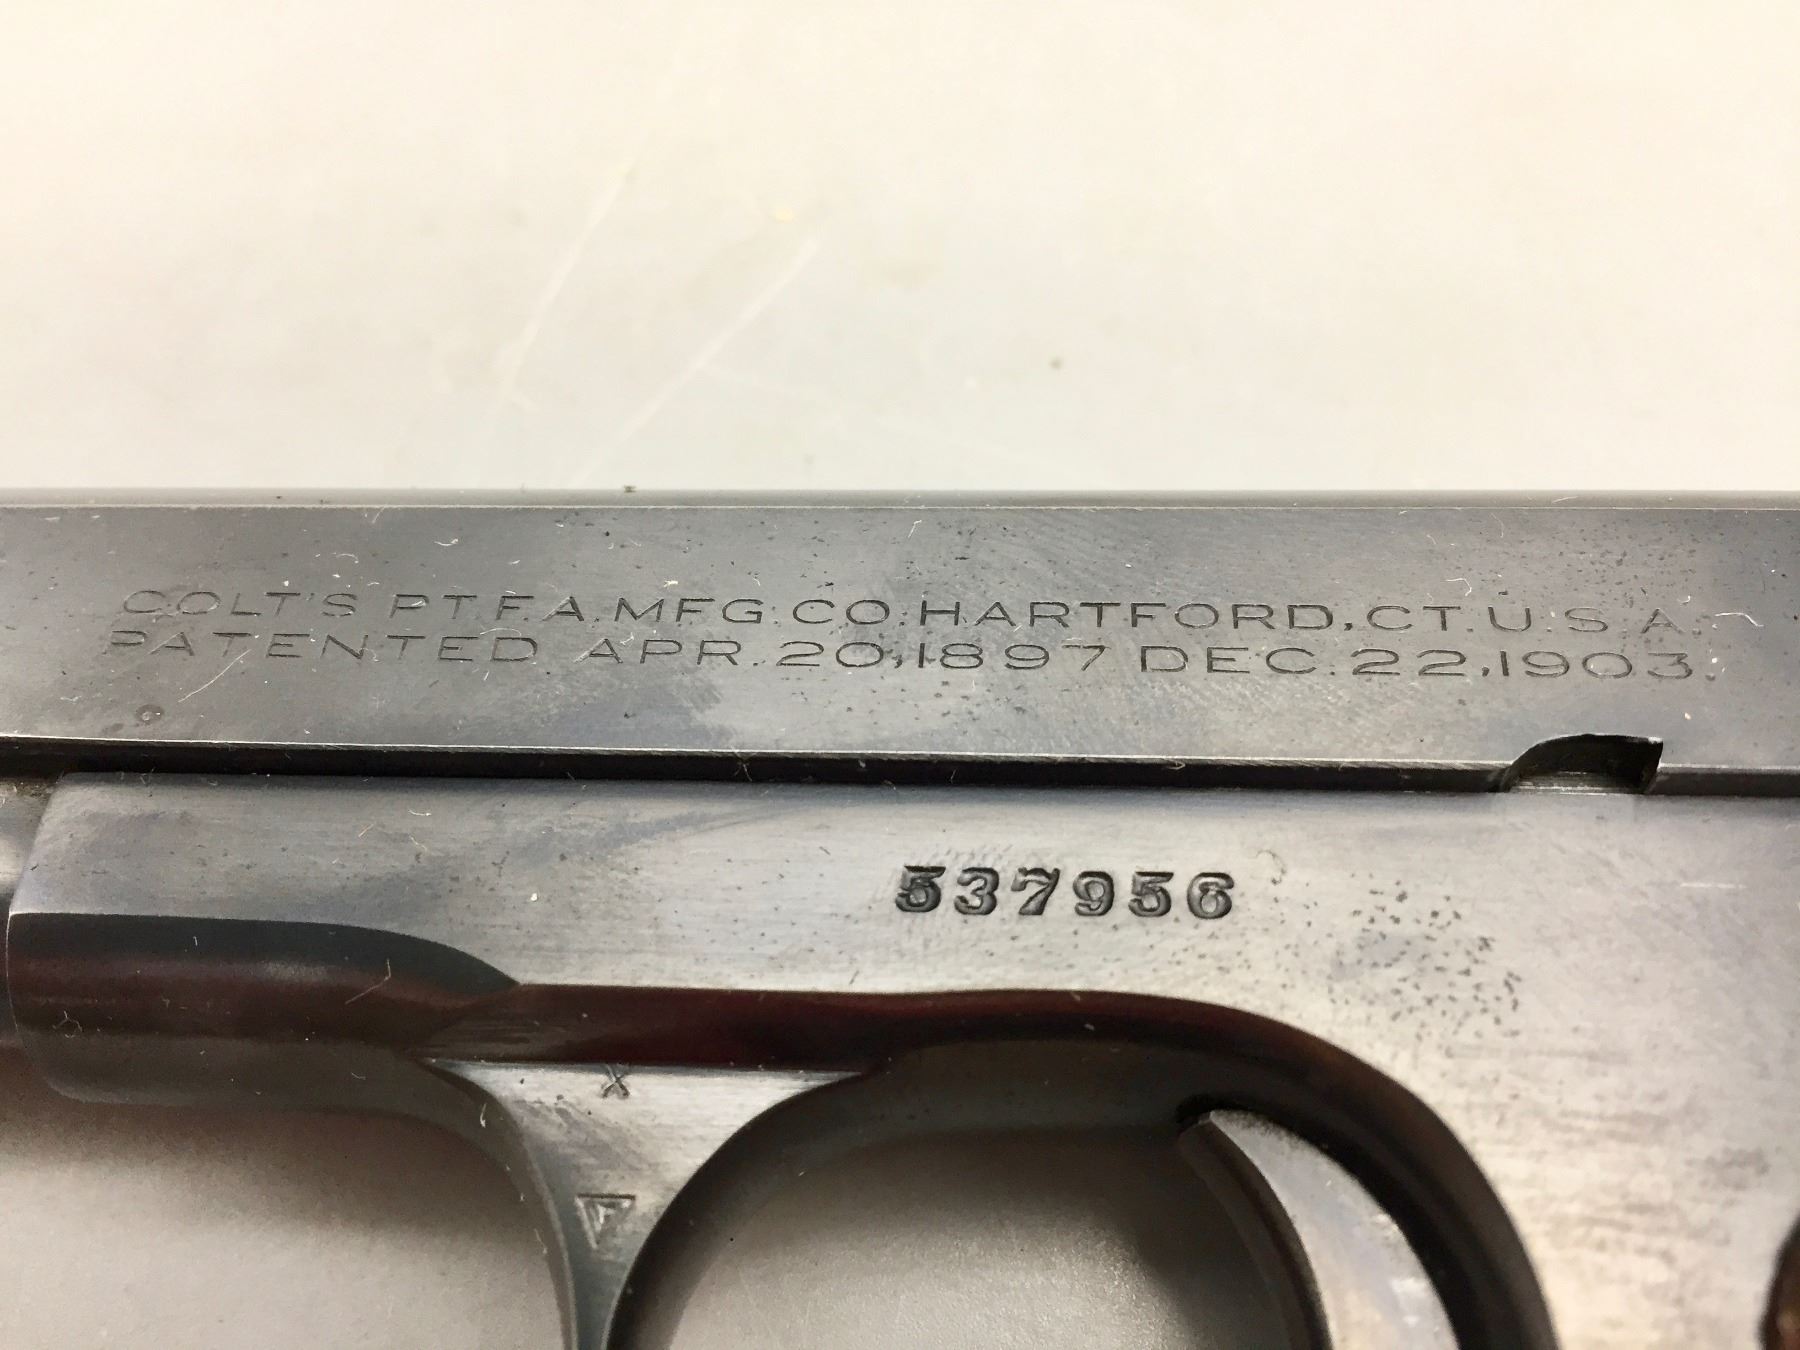 COLT'S PT.F.A.MFG.CO.HARTFORD,CT.U.S.A.
PATENTED APR.20,1897 DEC.22,1903.
537956
X
F